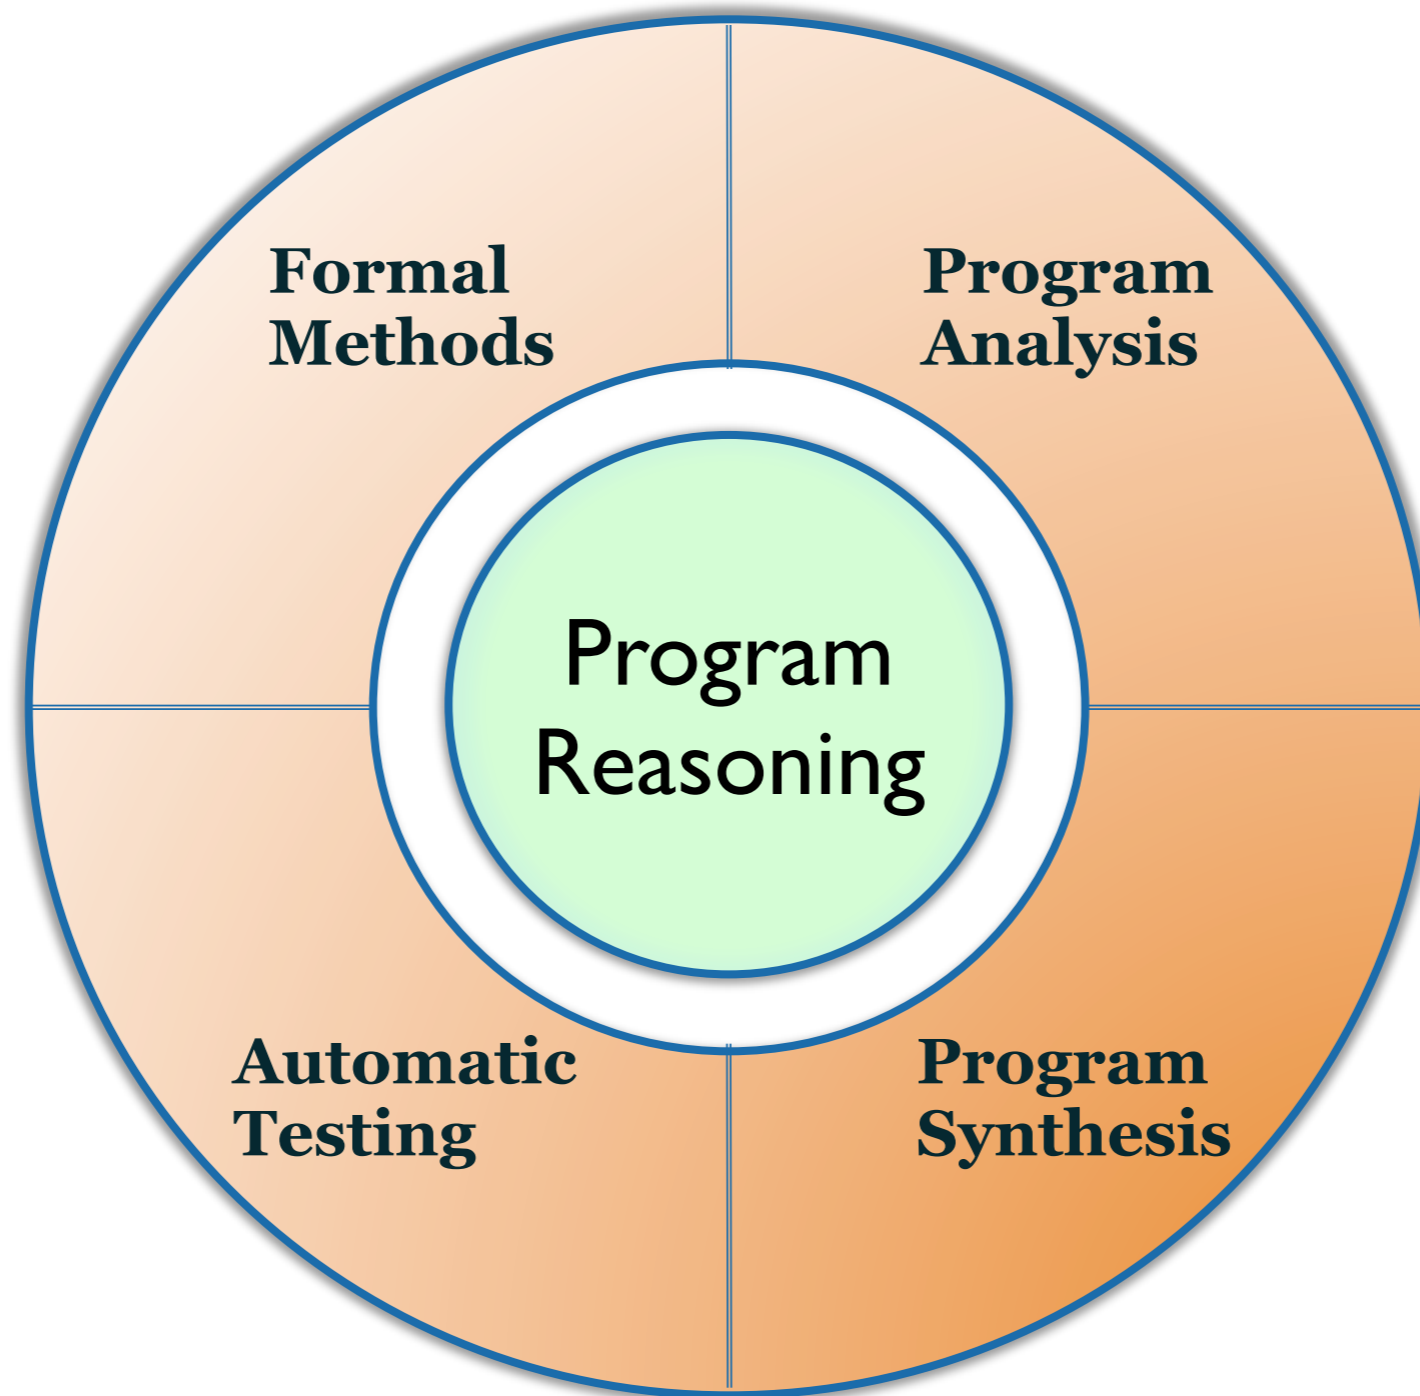 Formal
Methods
Program
Analysis
Program
Reasoning
Automatic
Testing
Program
Synthesis